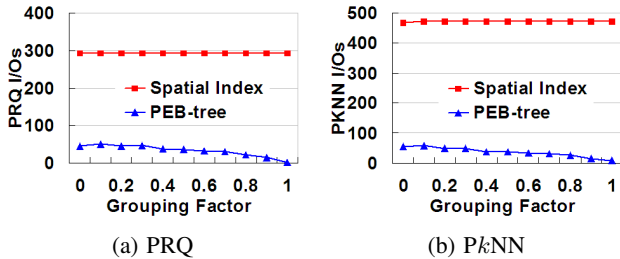 400
300
200
100
0
PRQ I/Os
Spatial Index
PEB-tree
0 0.2 0.4 0.6 0.8 1
Grouping Factor
(a) PRQ
500
400
300
200
100
0
PKNN I/Os
Spatial Index
PEB-tree
0 0.2 0.4 0.6 0.8 1
Grouping Factor
(b) PkNN